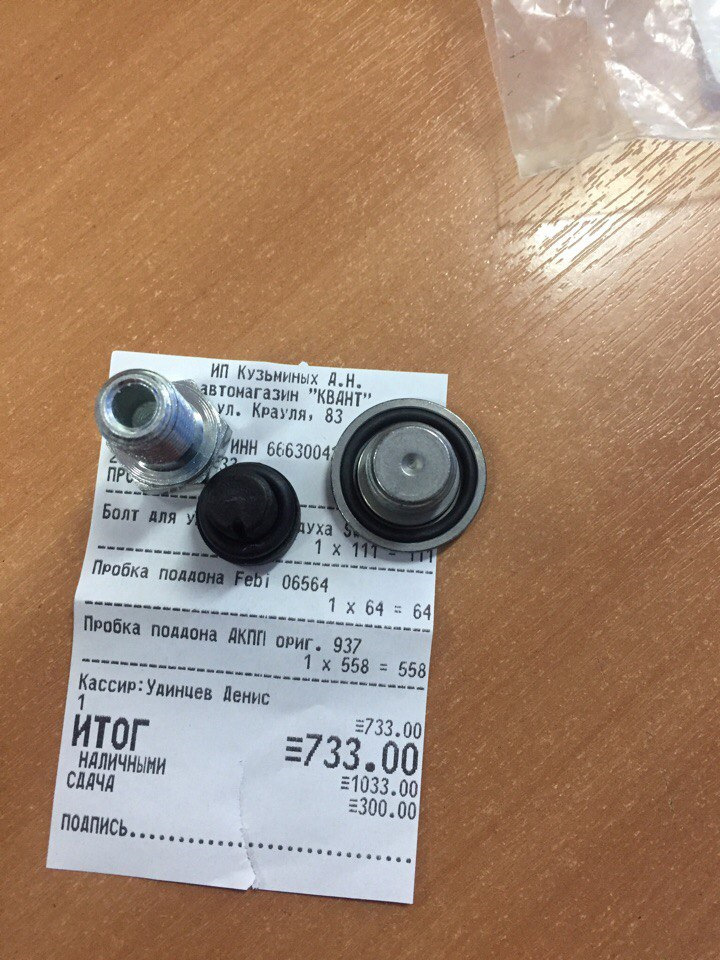 ИП Кузьминых А.Н.
автомагазин "КВАНТ"
ул. Крауля, 83
ИНН 6663004
Болт для
духа
1 x 111 = 111
Пробка поддона Febi 06564
1 x 64 = 64
Пробка поддона АКПП ориг. 937
1 x 558 = 558
Кассир:Удинцев Денис
1
≡733.00
ИТОГ ≡733.00
НАЛИЧНЫМИ ≡1033.00
СДАЧА ≡300.00
ПОДПИСЬ